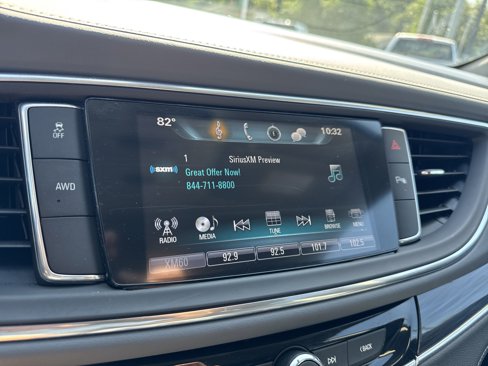 82°
10:32
OFF
1
SiriusXM Preview
((sxm))
Great Offer Now!
844-711-8800
AWD
RADIO
MEDIA
TUNE
BROWSE
MENU
XM60
92.9
92.5
101.7
102.5
BACK